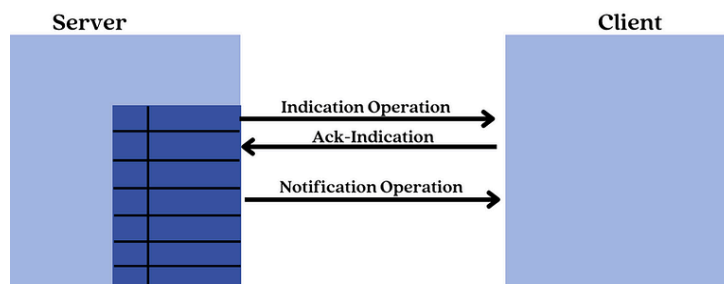 Server
Client
Indication Operation
Ack-Indication
Notification Operation